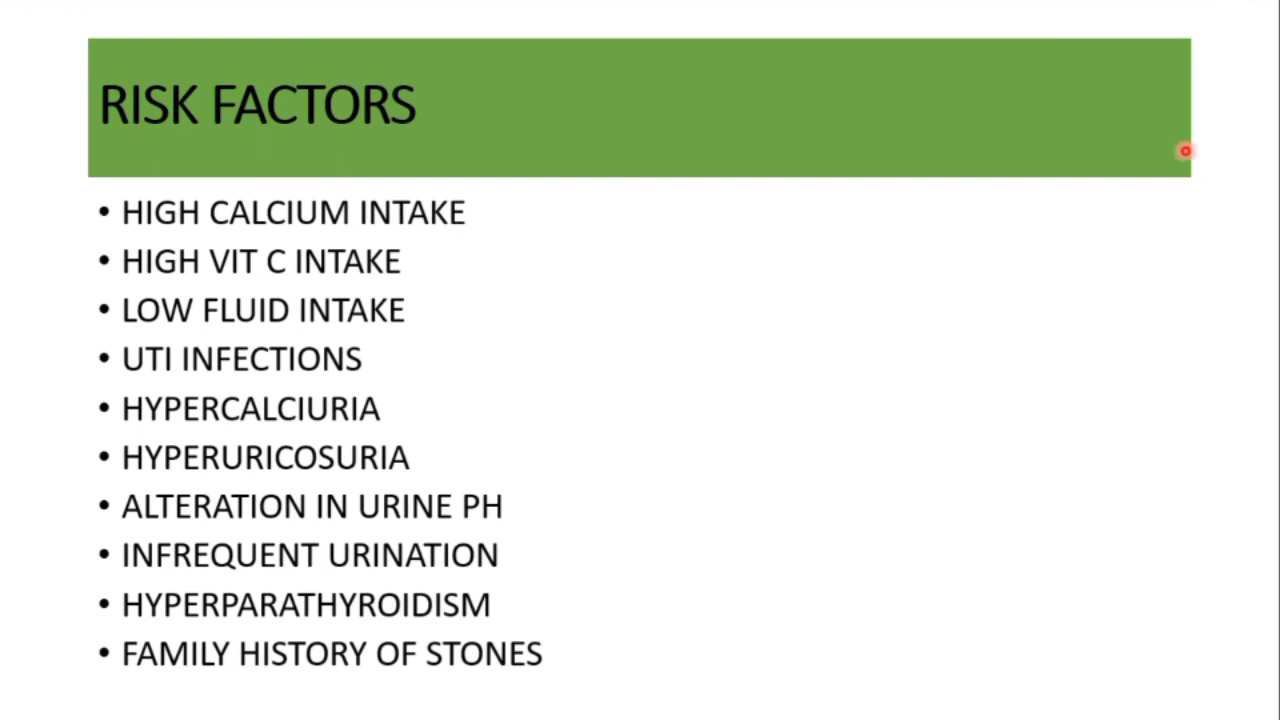 RISK FACTORS
• HIGH CALCIUM INTAKE
• HIGH VIT C INTAKE
• LOW FLUID INTAKE
• UTI INFECTIONS
• HYPERCALCIURIA
• HYPERURICOSURIA
• ALTERATION IN URINE PH
• INFREQUENT URINATION
• HYPERPARATHYROIDISM
• FAMILY HISTORY OF STONES